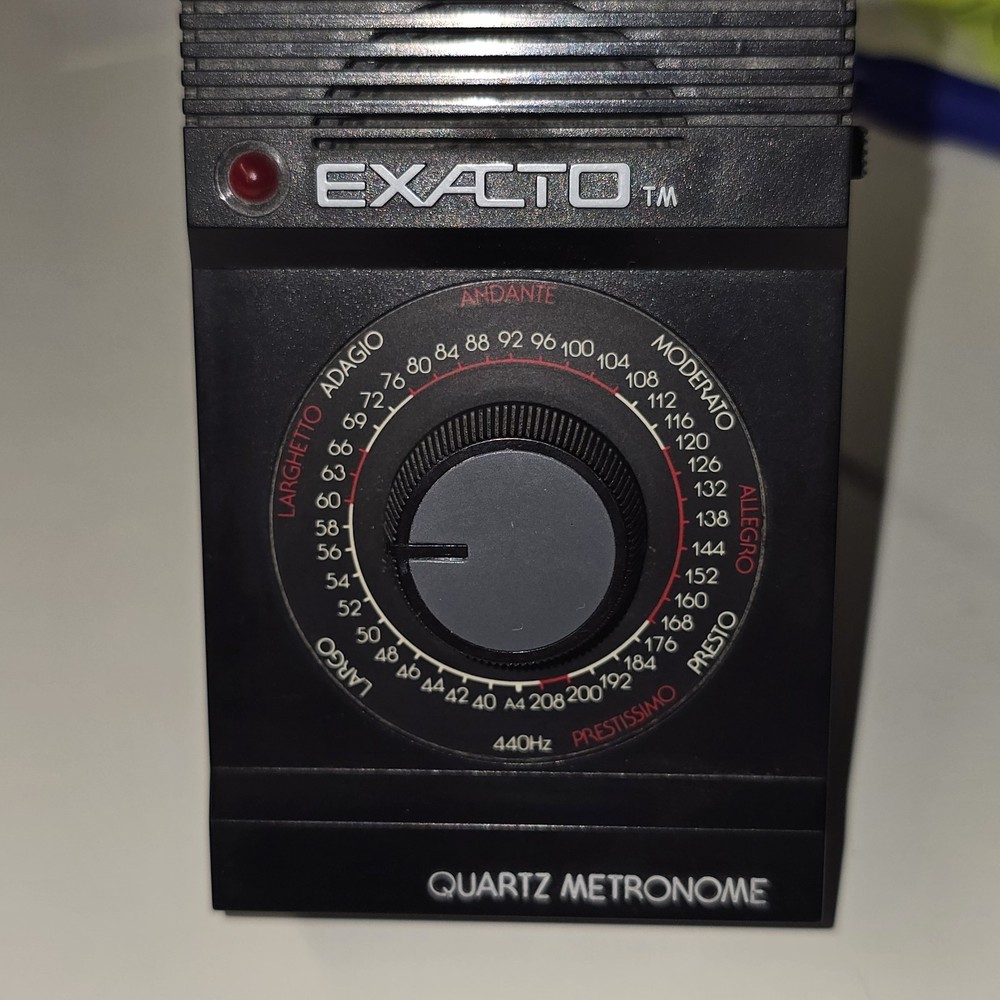 EXACTO TM
ANDANTE
MODERATO
ALLEGRO
PRESTO
PRESTISSIMO
440Hz
LARGO
LARGHETTO
ADAGIO
40 42 44 46 48 50 52 54 56 58 60 63 66 69 72 76 80 84 88 92 96 100 104 108 112 116 120 126 132 138 144 152 160 168 176 184 192 200 208 A4
QUARTZ METRONOME